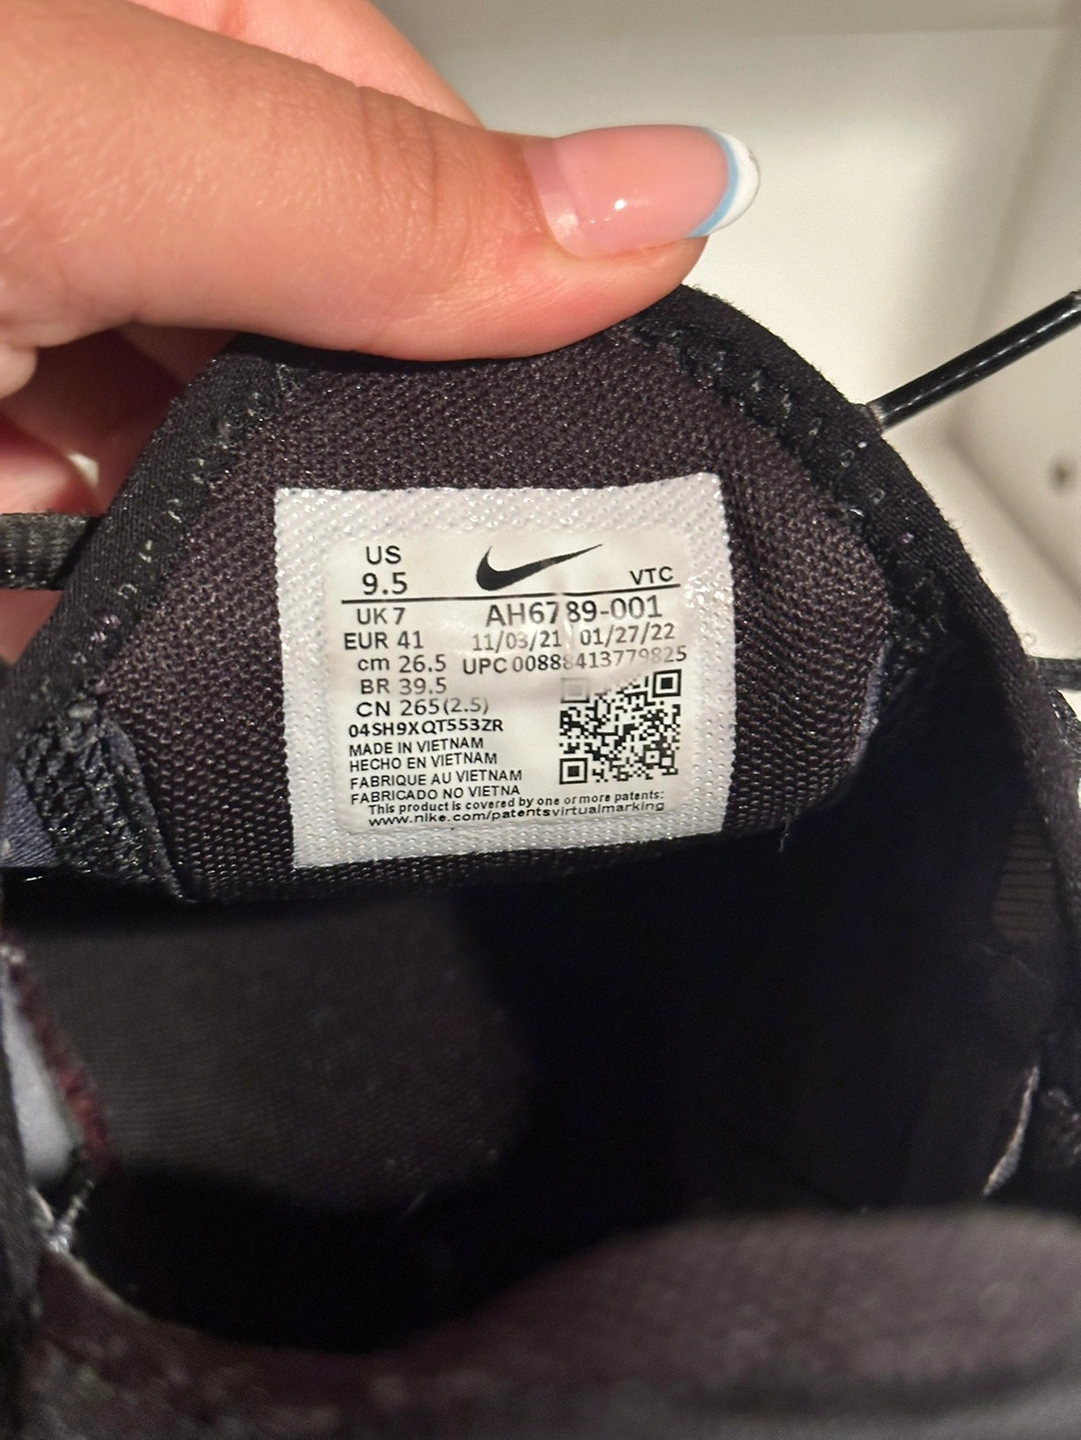 US
9.5
VTC
UK 7
AH6789-001
EUR 41
11/03/21 01/27/22
cm 26.5
UPC 00888413779825
BR 39.5
CN 265(2.5)
04SH9XQT553ZR
MADE IN VIETNAM
HECHO EN VIETNAM
FABRIQUE AU VIETNAM
FABRICADO NO VIETNA
This product is covered by one or more patents:
www.nike.com/patentsvirtualmarking